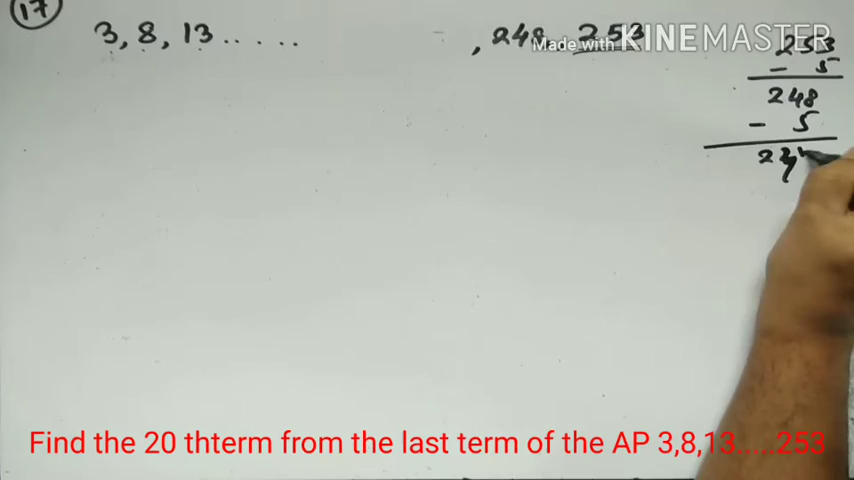 17
3, 8, 13 ..... , 248 253
Made with KINEMASTER
253
- 5
248
- 5
Find the 20 thterm from the last term of the AP 3,8,13.....253